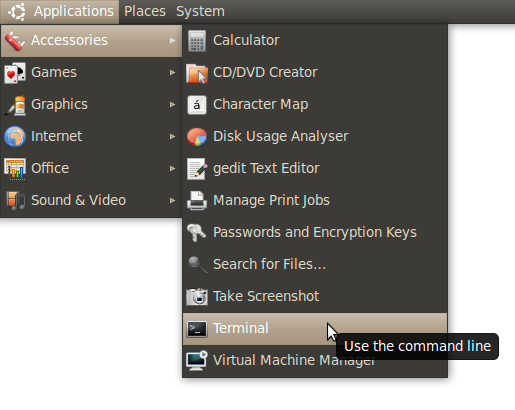 Applications Places System
Accessories
Games
Graphics
Internet
Office
Sound & Video
Calculator
CD/DVD Creator
Character Map
Disk Usage Analyser
gedit Text Editor
Manage Print Jobs
Passwords and Encryption Keys
Search for Files...
Take Screenshot
Terminal
Use the command line
Virtual Machine Manager